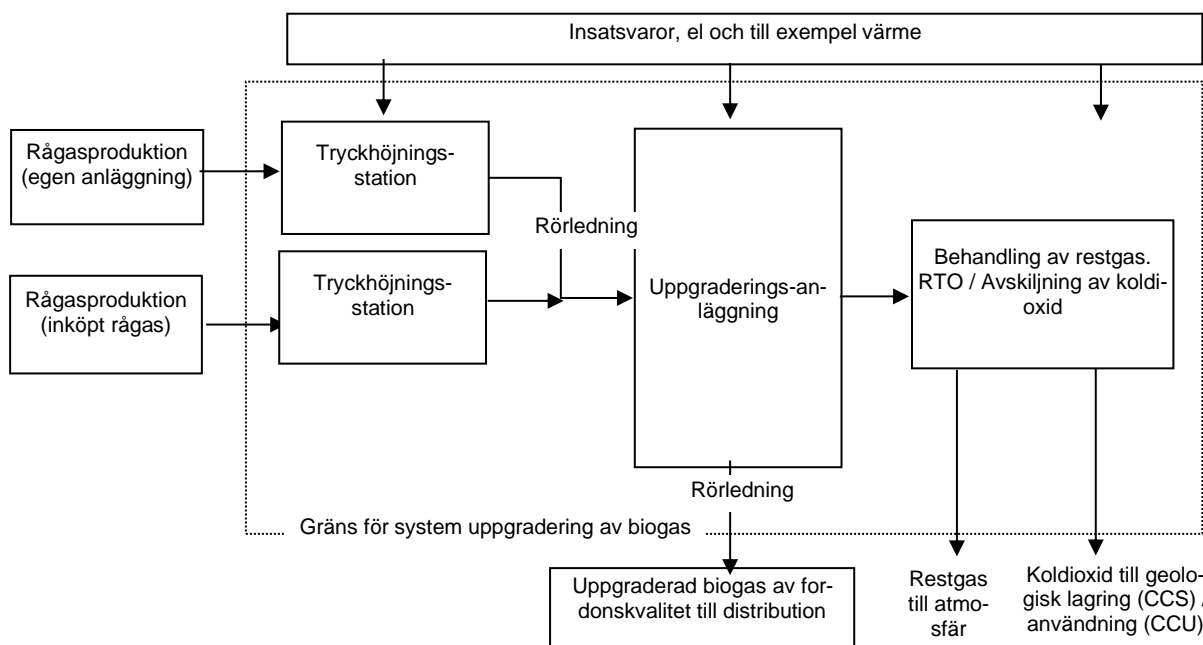 Insatsvaror, el och till exempel värme
Rågasproduktion
(egen anläggning)
Tryckhöjnings-
station
Rörledning
Rågasproduktion
(inköpt rågas)
Tryckhöjnings-
station
Uppgraderings-an-
läggning
Behandling av restgas.
RTO / Avskiljning av koldi-
oxid
Rörledning
Gräns för system uppgradering av biogas
Uppgraderad biogas av for-
donskvalitet till distribution
Restgas
till atmo-
sfär
Koldioxid till geolo-
gisk lagring (CCS) /
användning (CCU)